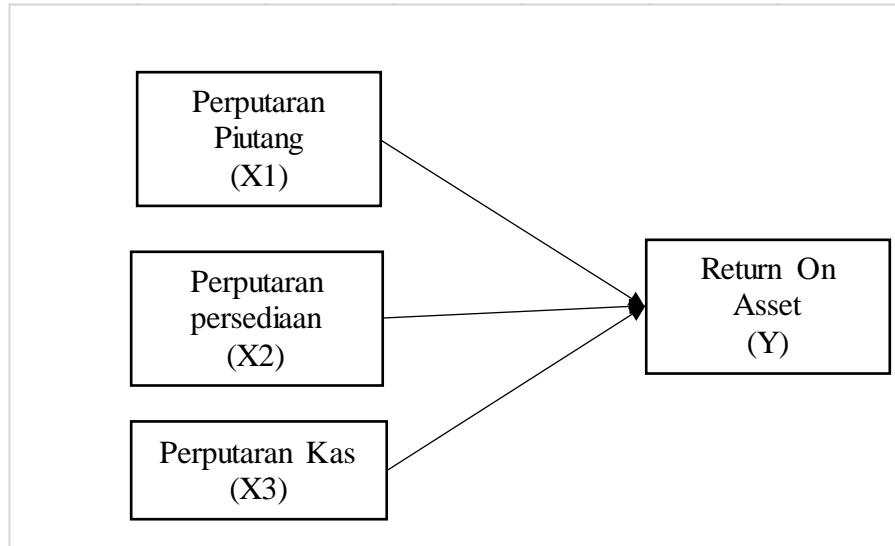 Perputaran
Piutang
(X1)
Perputaran
persediaan
(X2)
Perputaran Kas
(X3)
Return On
Asset
(Y)